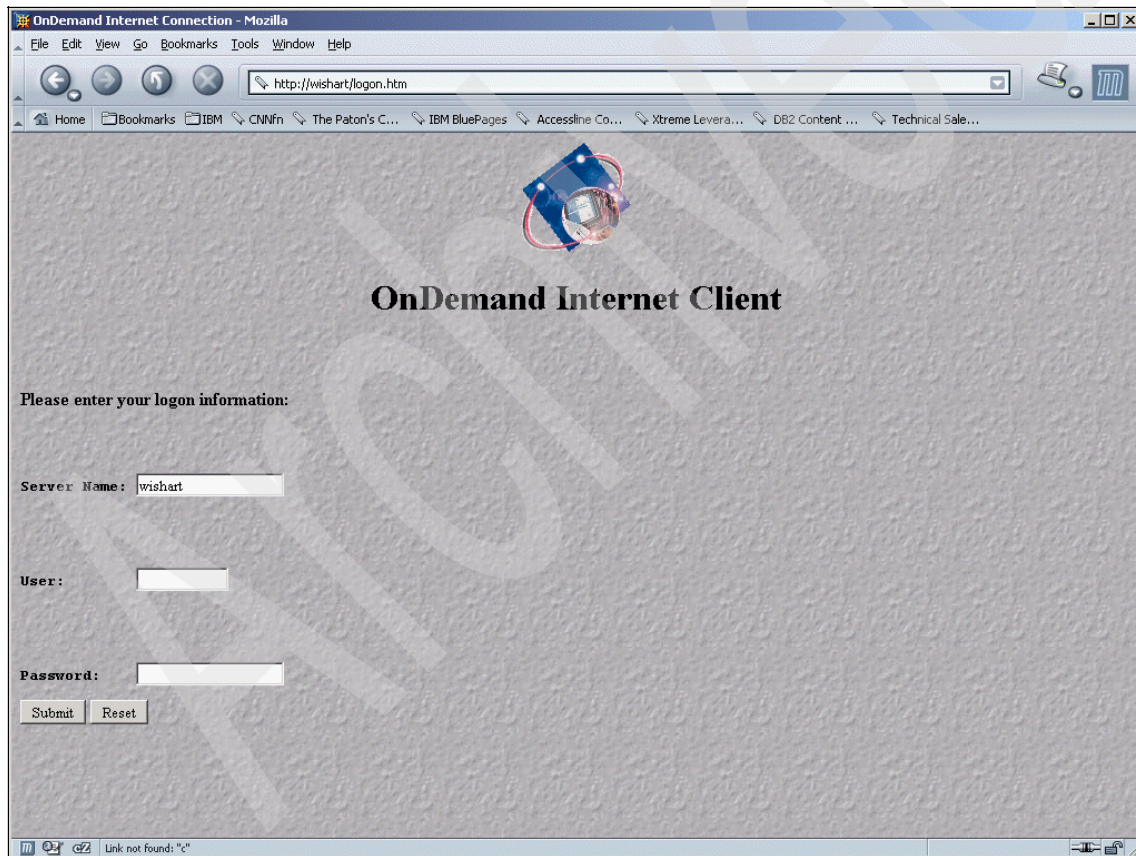 OnDemand Internet Connection - Mozilla
File Edit View Go Bookmarks Tools Window Help
http://wishart/logon.htm
Home Bookmarks IBM CNNfn The Paton's C... IBM BluePages Accessline Co... Xtreme Levera... DB2 Content ... Technical Sale...
OnDemand Internet Client
Please enter your logon information:
Server Name: wishart
User:
Password:
Submit Reset
Link not found: "c"
Archived